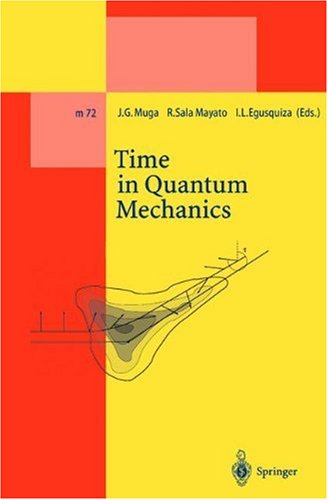 m 72
J.G. Muga R. Sala Mayato I.L. Egusquiza (Eds.)
Time
in Quantum
Mechanics
Springer